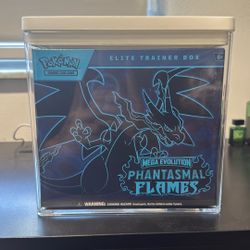 Pokémon
ELITE TRAINER BOX
MEGA EVOLUTION
PHANTASMAL
FLAMES
WARNING: